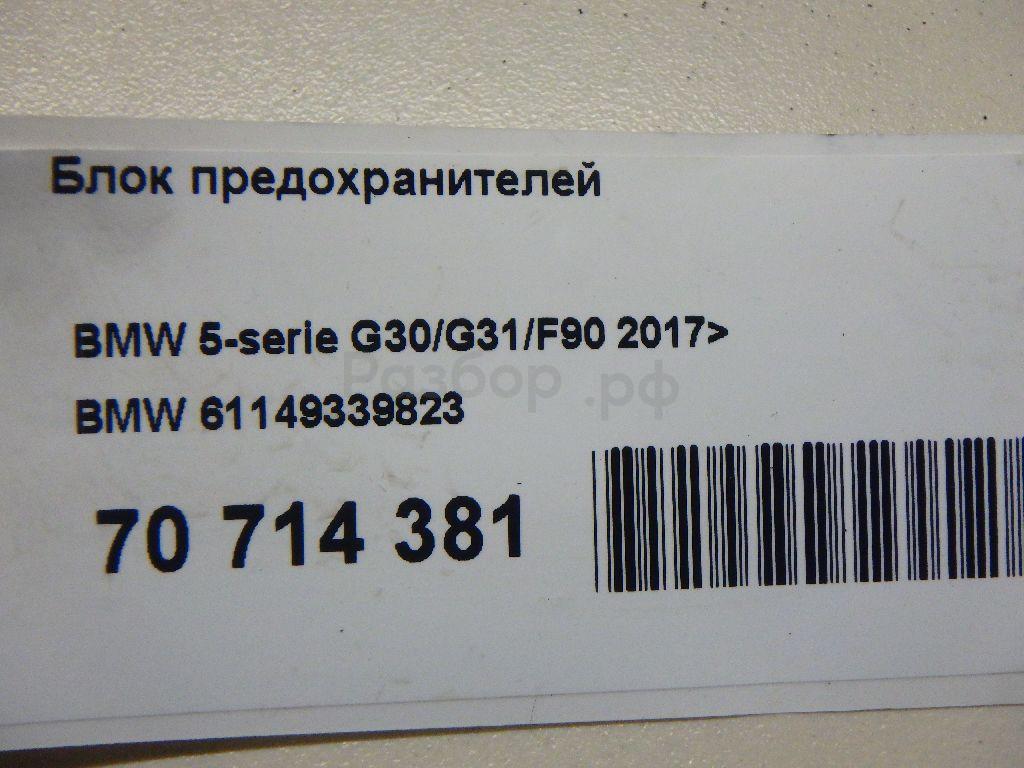 Блок предохранителей
BMW 5-serie G30/G31/F90 2017>
Разбор.рф
BMW 61149339823
70 714 381